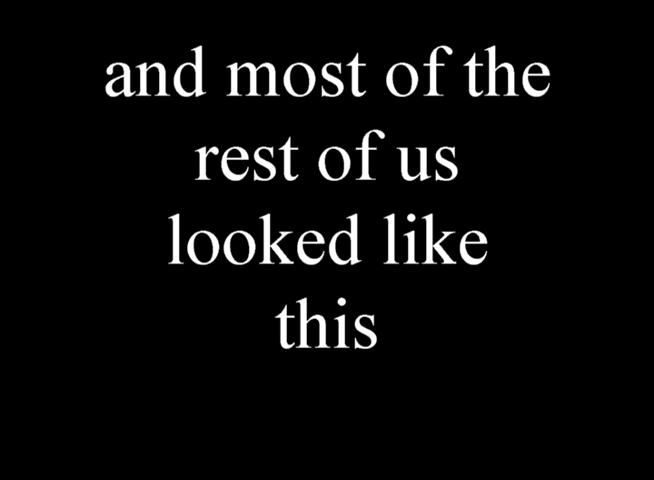 and most of the
rest of us
looked like
this